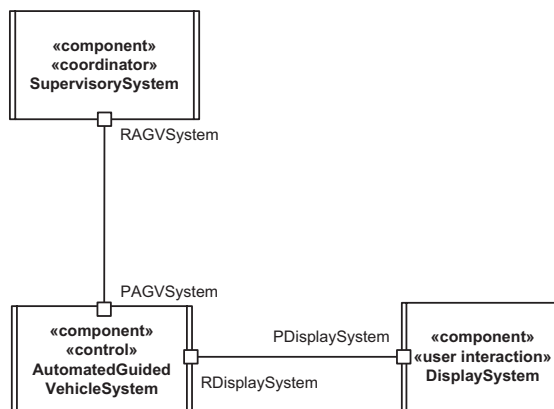 «component»
«coordinator»
SupervisorySystem
RAGVSystem
PAGVSystem
«component»
«control»
AutomatedGuided
VehicleSystem
PDisplaySystem
RDisplaySystem
«component»
«user interaction»
DisplaySystem